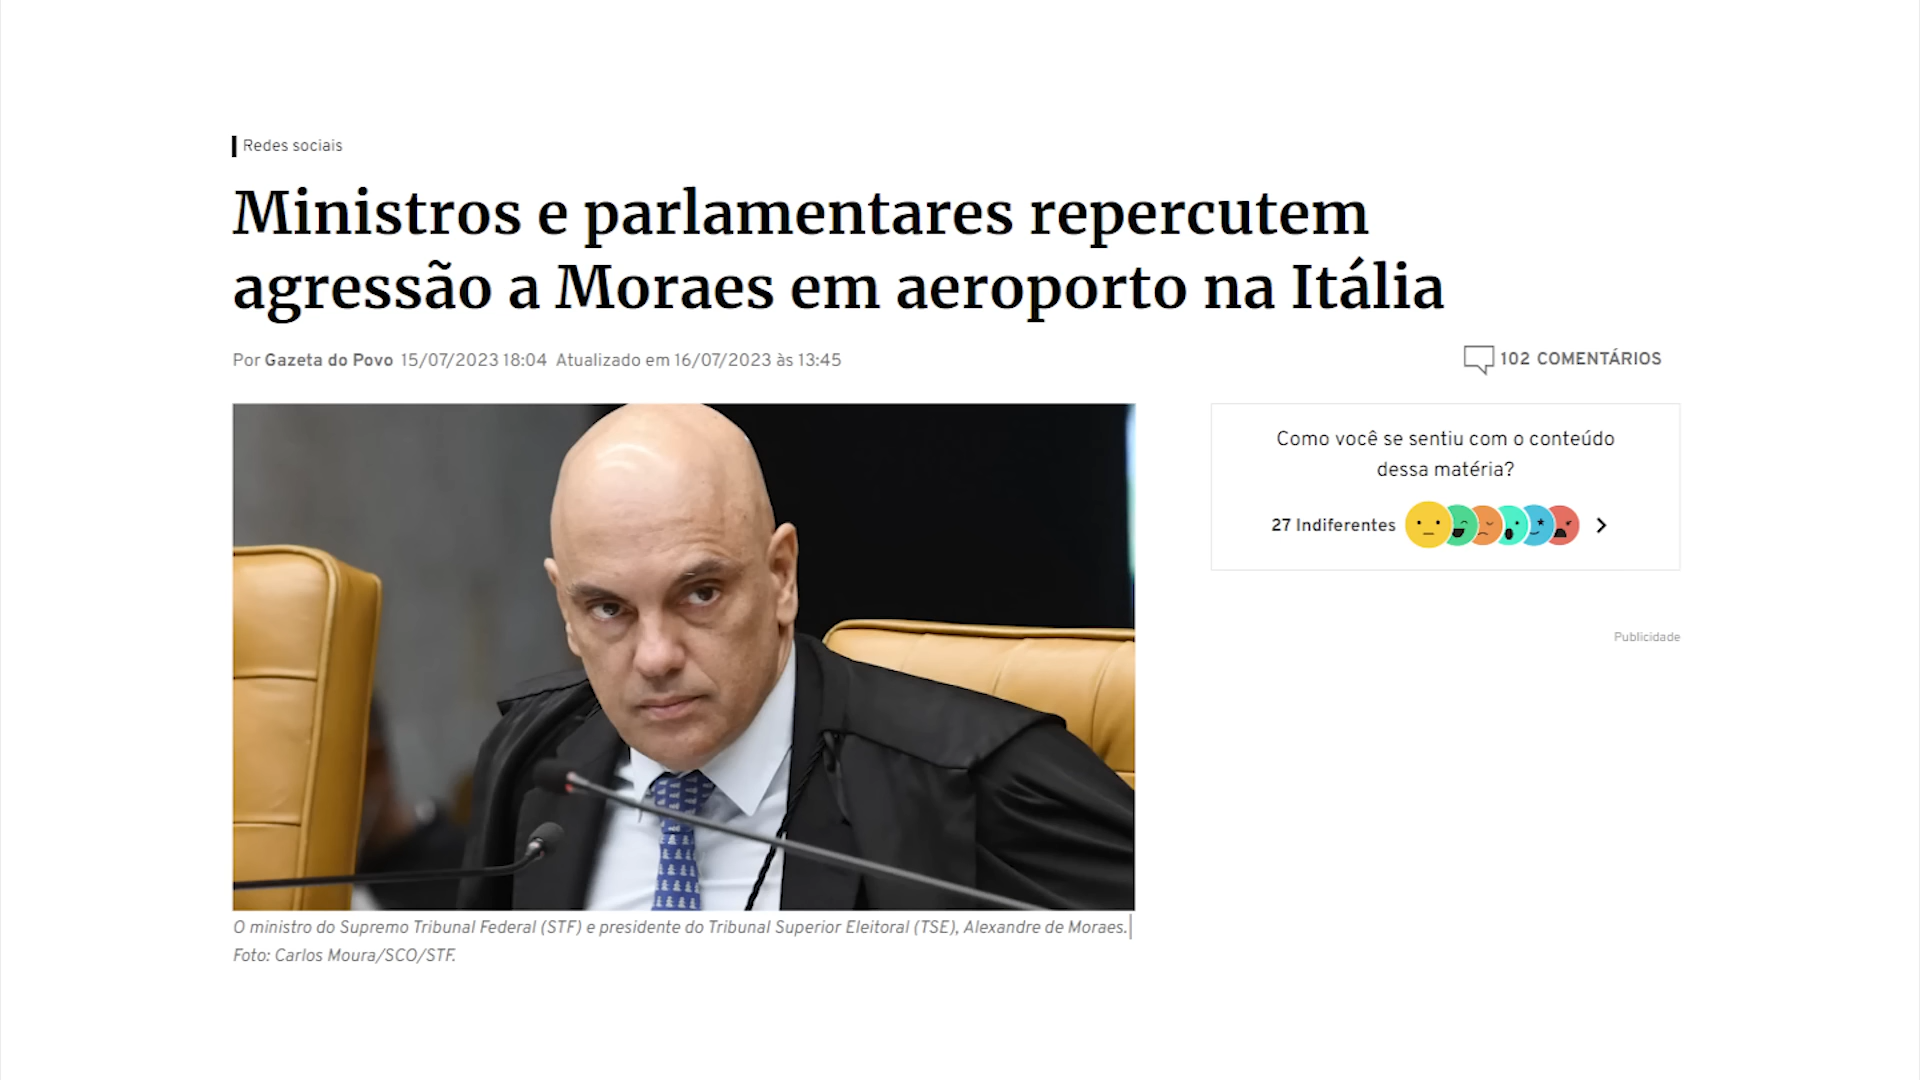 Redes sociais
Ministros e parlamentares repercutem
agressão a Moraes em aeroporto na Itália
Por Gazeta do Povo 15/07/2023 18:04 Atualizado em 16/07/2023 às 13:45
102 COMENTÁRIOS
Como você se sentiu com o conteúdo
dessa matéria?
27 Indiferentes
Publicidade
O ministro do Supremo Tribunal Federal (STF) e presidente do Tribunal Superior Eleitoral (TSE), Alexandre de Moraes.|
Foto: Carlos Moura/SCO/STF.